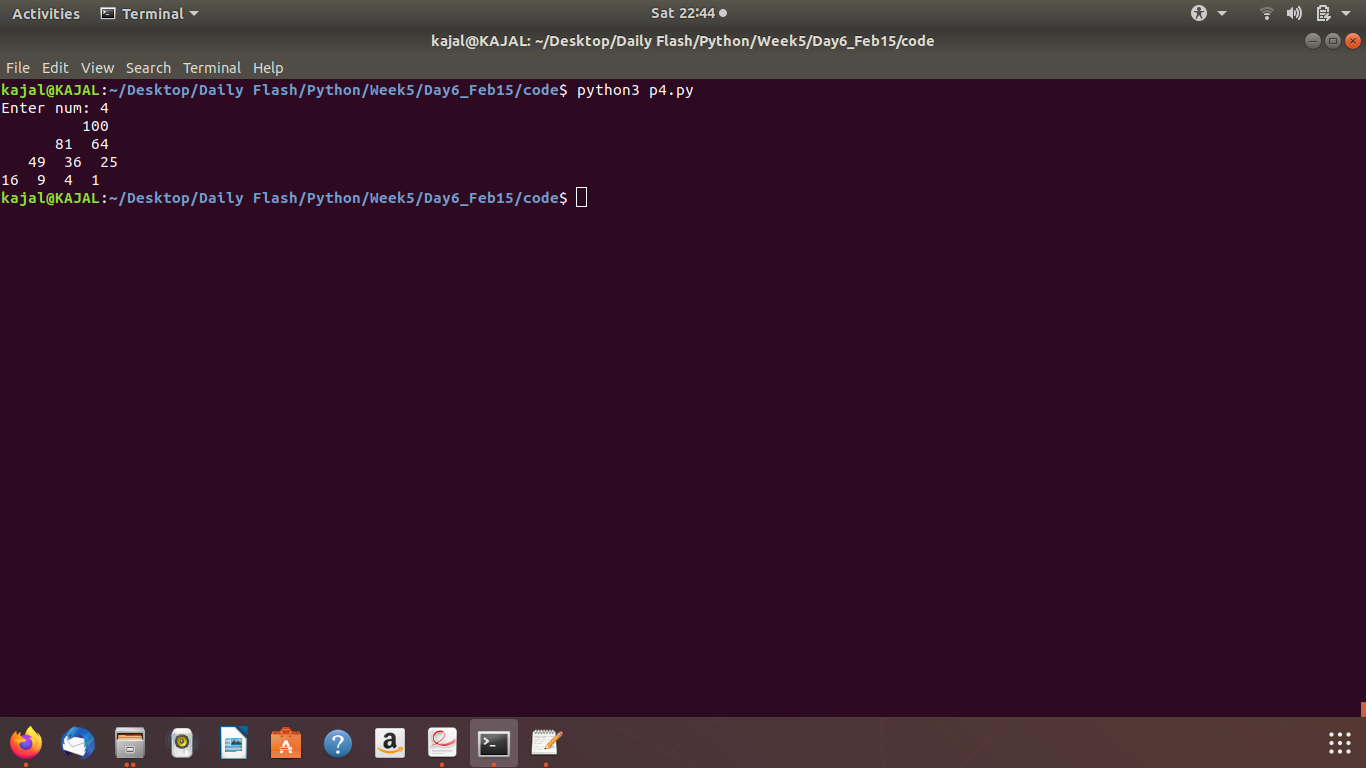 Activities Terminal Sat 22:44
kajal@KAJAL: ~/Desktop/Daily Flash/Python/Week5/Day6_Feb15/code
File Edit View Search Terminal Help
kajal@KAJAL:~/Desktop/Daily Flash/Python/Week5/Day6_Feb15/code$ python3 p4.py
Enter num: 4
         100
      81  64
   49  36  25
16  9  4  1
kajal@KAJAL:~/Desktop/Daily Flash/Python/Week5/Day6_Feb15/code$